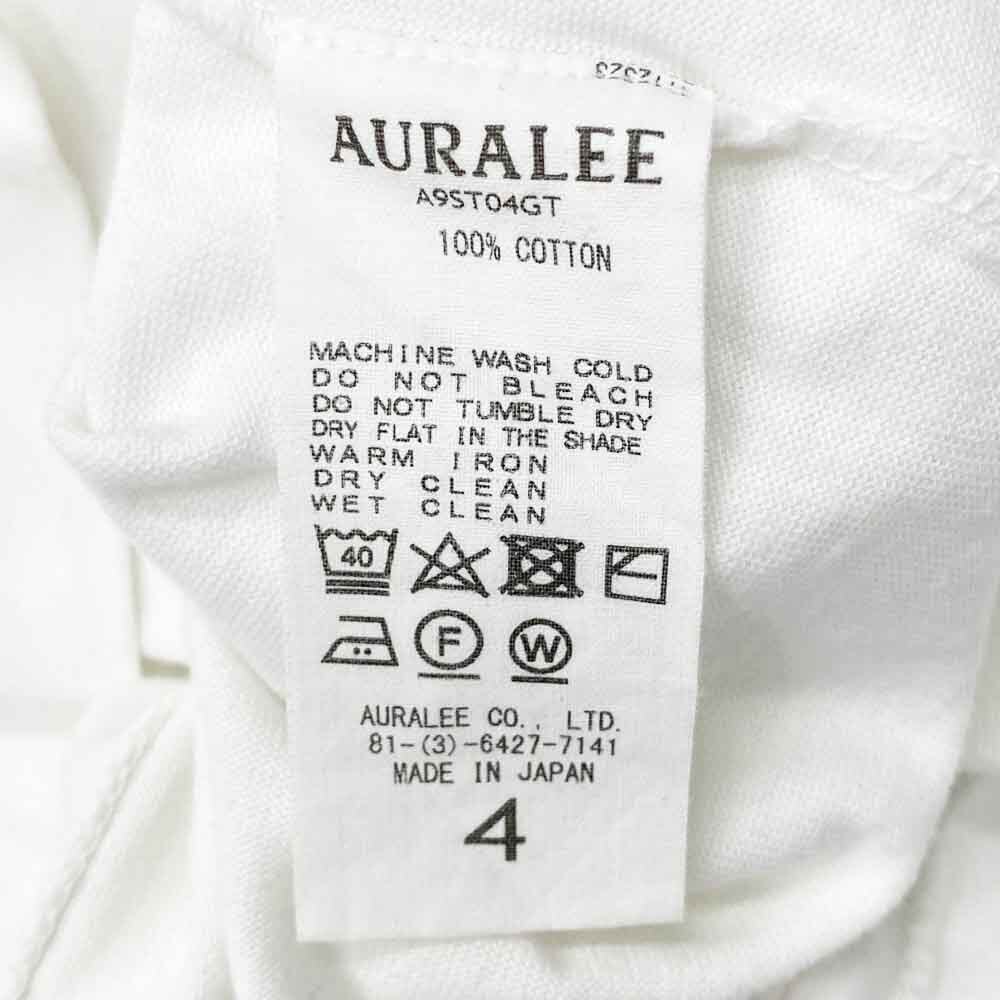 AURALEE
A9ST04GT
100% COTTON
MACHINE WASH COLD
DO NOT BLEACH
DO NOT TUMBLE DRY
DRY FLAT IN THE SHADE
WARM IRON
DRY CLEAN
WET CLEAN
40
F W
AURALEE CO., LTD.
81-(3)-6427-7141
MADE IN JAPAN
4